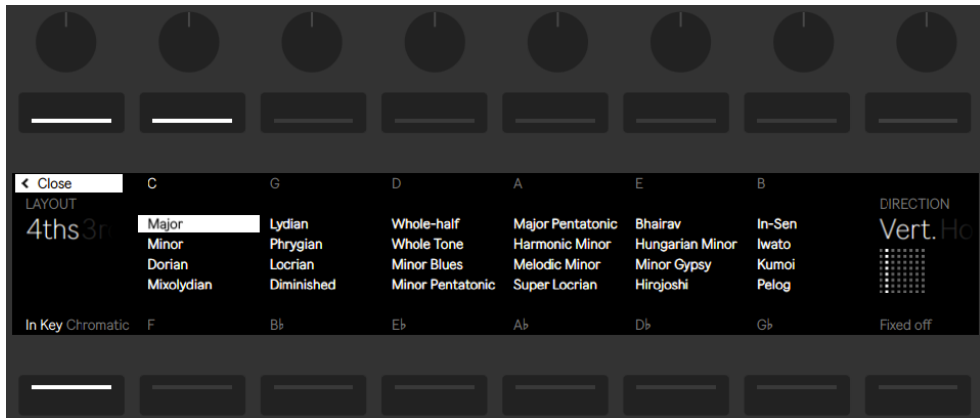 Close C G D A E B
LAYOUT DIRECTION
4ths 3r Vert. Ho
Major Lydian Whole-half Major Pentatonic Bhairav In-Sen
Minor Phrygian Whole Tone Harmonic Minor Hungarian Minor Iwato
Dorian Locrian Minor Blues Melodic Minor Minor Gypsy Kumoi
Mixolydian Diminished Minor Pentatonic Super Locrian Hirojoshi Pelog
In Key Chromatic F B♭ E♭ A♭ D♭ G♭ Fixed off